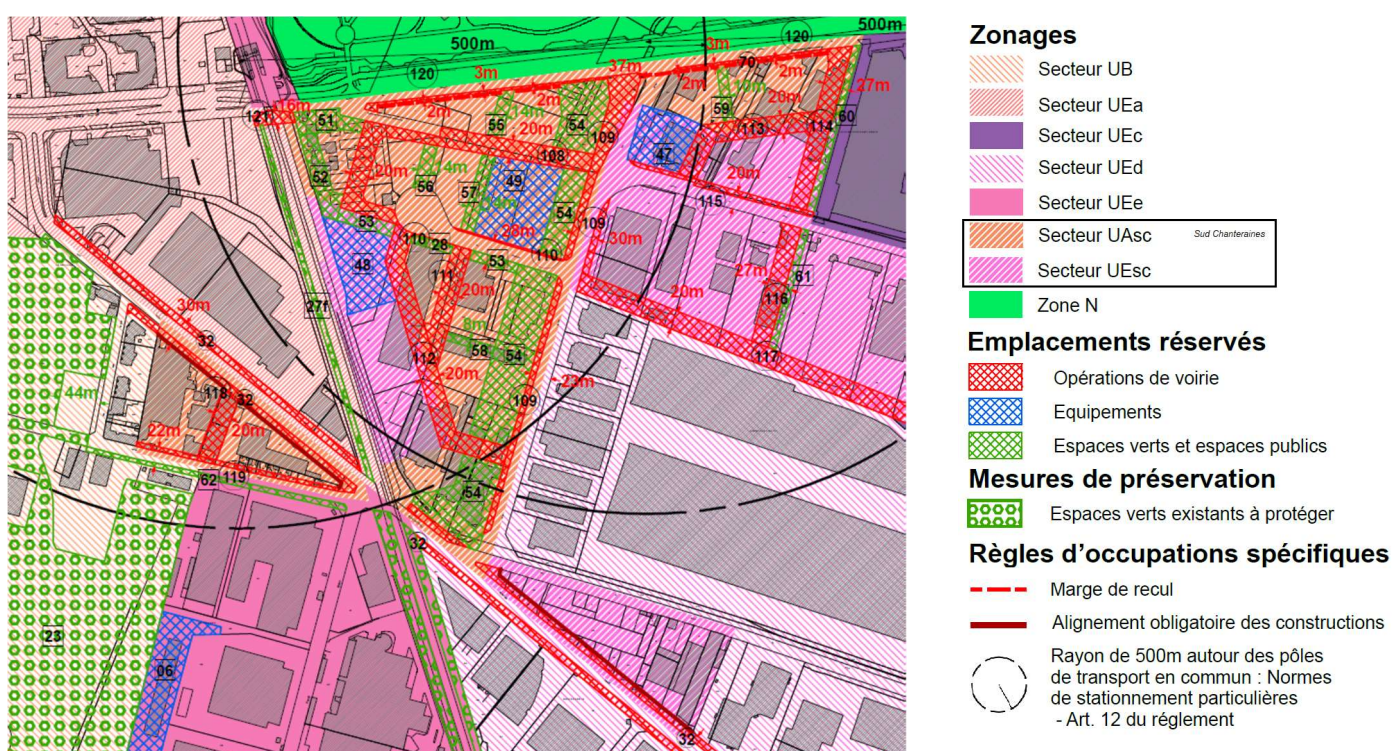 500m
500m
120
3m
120
37m
70
3m
2m
2m
10m
27m
16m
121
51
2m
2m
14m
55
20m
54
109
59
20m
113
114
60
108
47
52
20m
4m
56
57
49
14m
20m
115
53
54
28m
109
30m
110
28
53
110
48
111
20m
27m
61
116
20m
30m
27f
32
8m
58
54
112
20m
23m
109
117
44m
118
32
22m
20m
62
119
54
32
23
06
32
Zonages
Secteur UB
Secteur UEa
Secteur UEc
Secteur UEd
Secteur UEe
Secteur UAsc
Sud Chanteraines
Secteur UEsc
Zone N
Emplacements réservés
Opérations de voirie
Equipements
Espaces verts et espaces publics
Mesures de préservation
Espaces verts existants à protéger
Règles d’occupations spécifiques
Marge de recul
Alignement obligatoire des constructions
Rayon de 500m autour des pôles
de transport en commun : Normes
de stationnement particulières
- Art. 12 du réglement